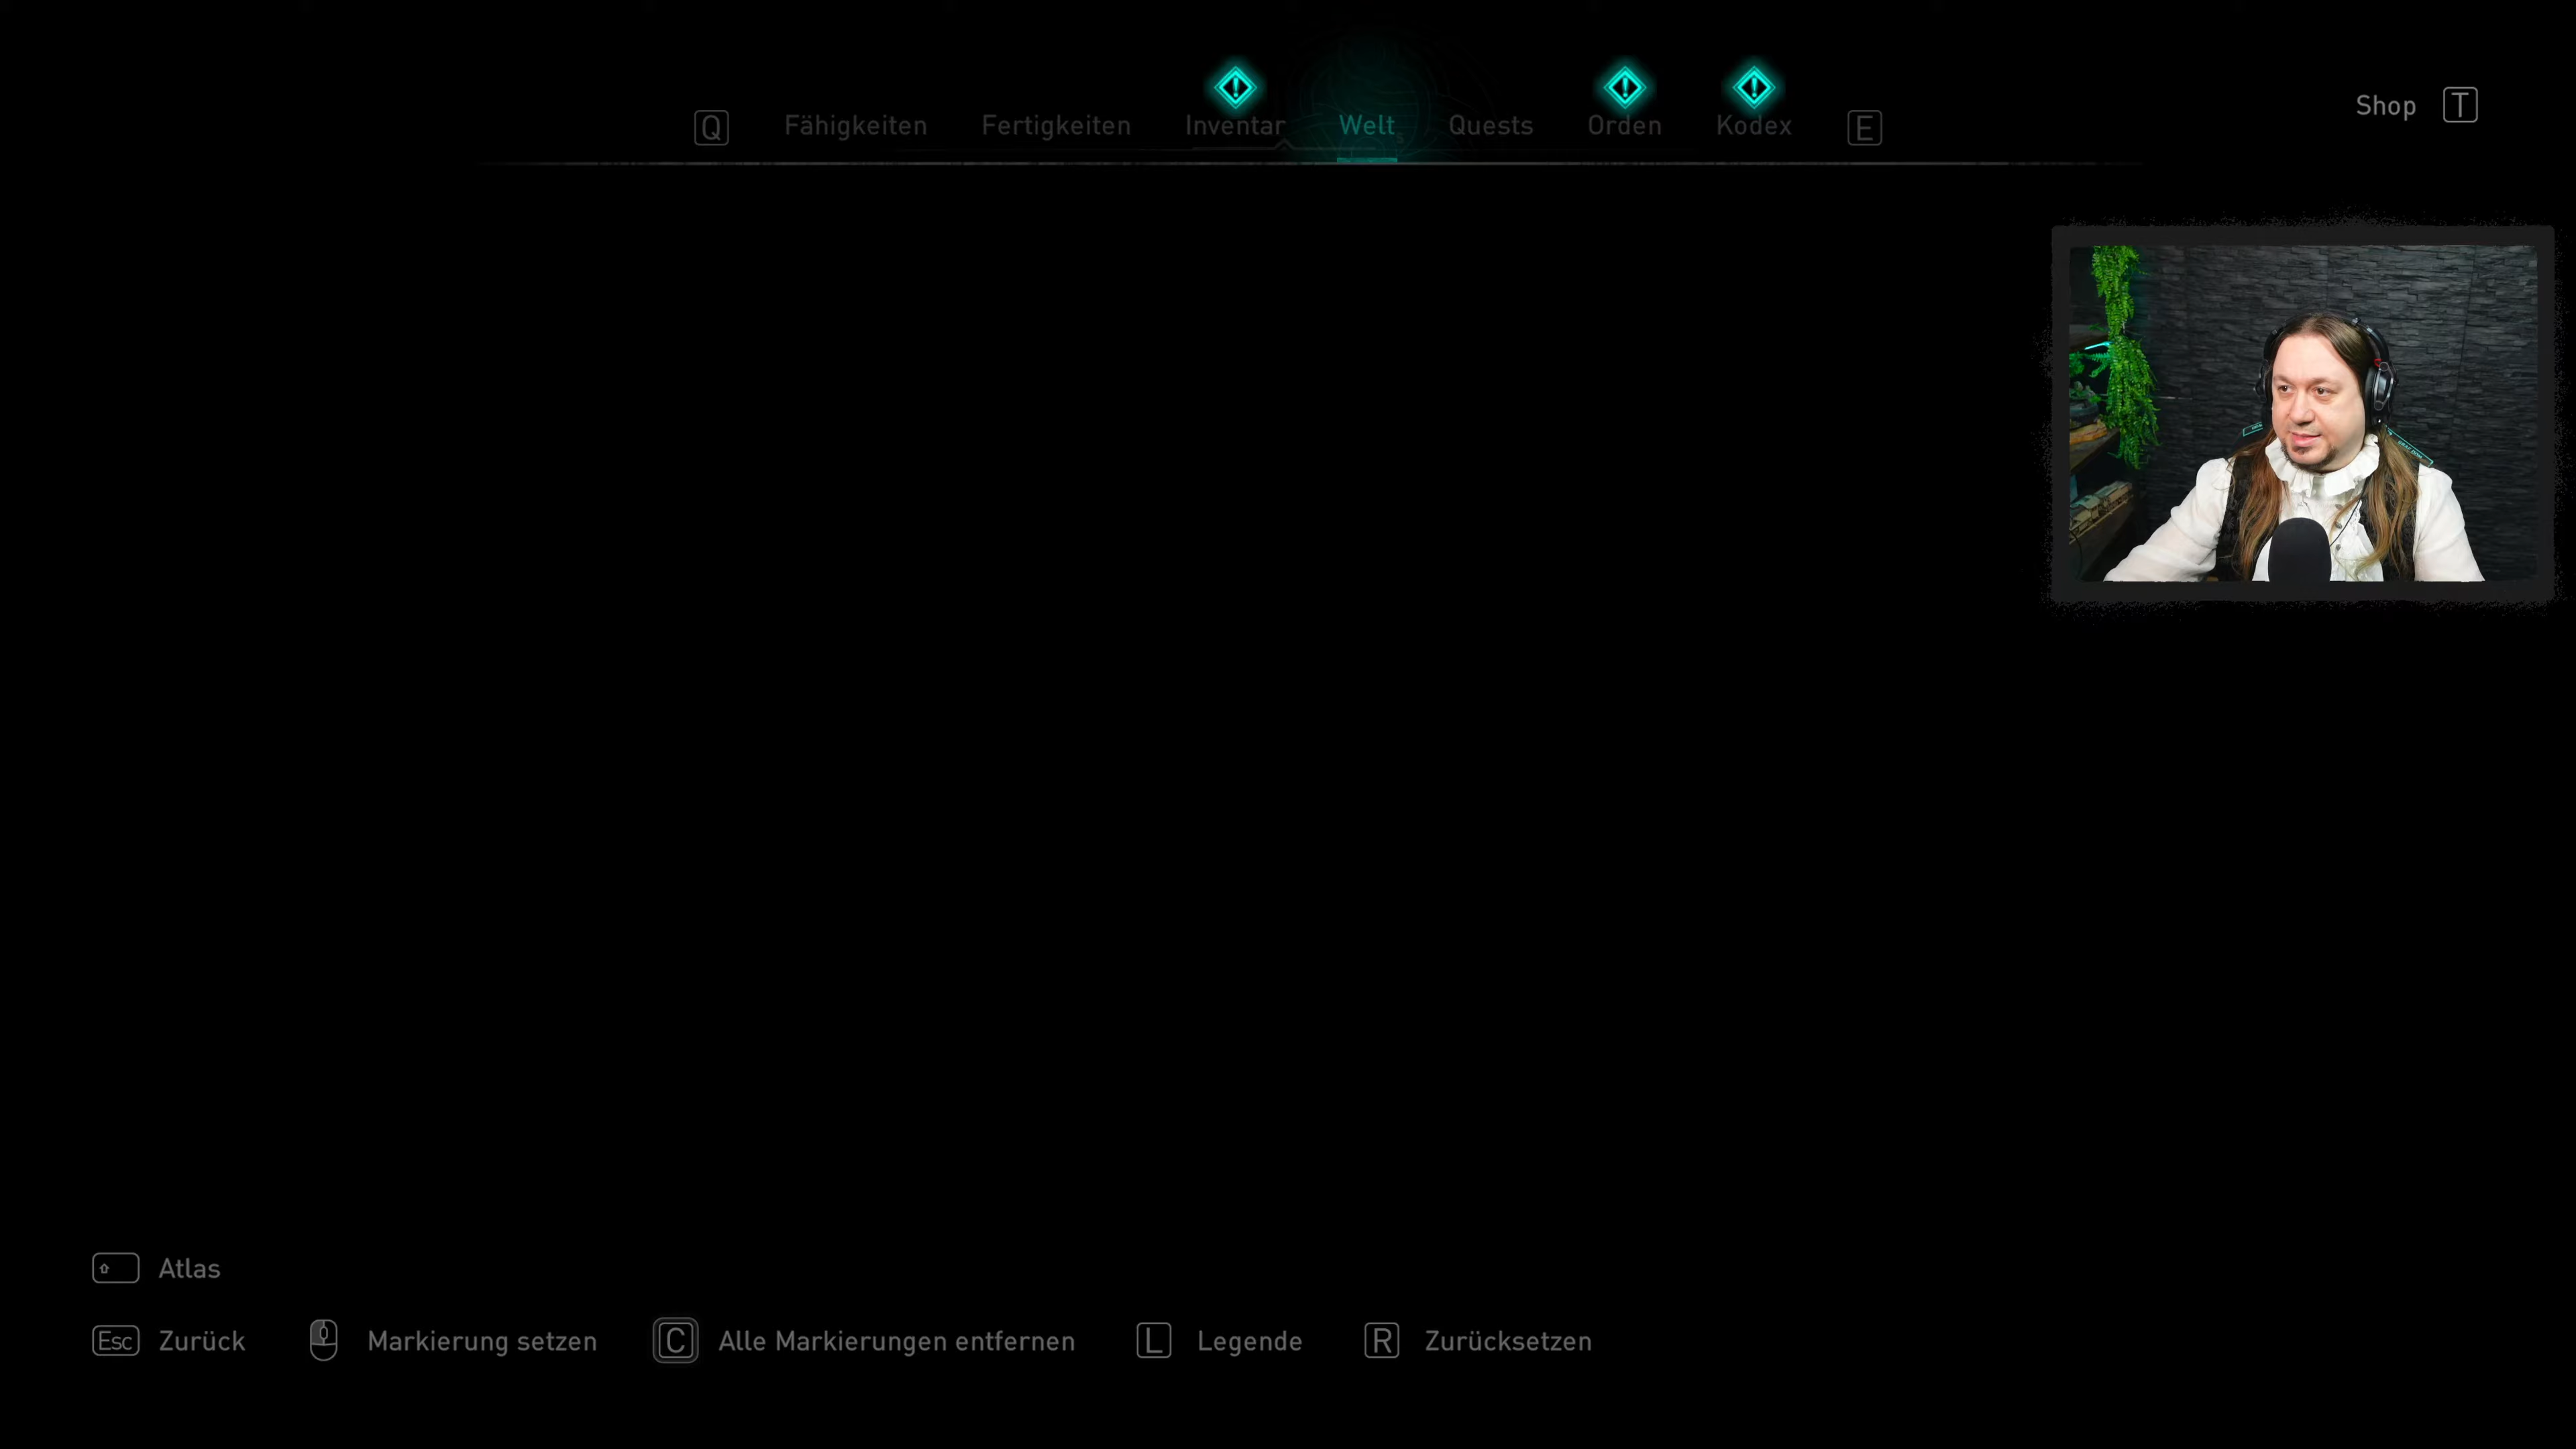 Q Fähigkeiten Fertigkeiten Inventar Welt Quests Orden Kodex E
Shop T
Atlas
Esc Zurück Markierung setzen C Alle Markierungen entfernen L Legende R Zurücksetzen